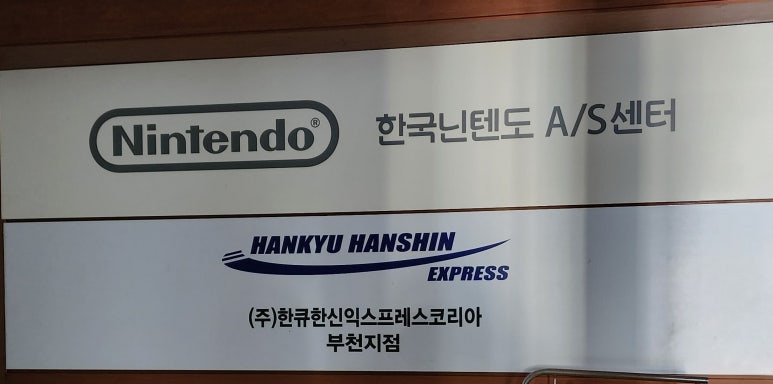 Nintendo® 한국닌텐도 A/S센터
HANKYU HANSHIN
EXPRESS
(주)한큐한신익스프레스코리아
부천지점